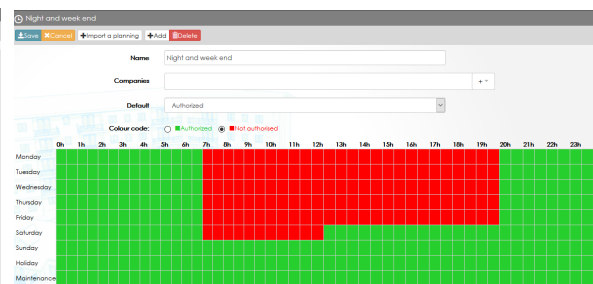 Night and week end
Save Cancel Import a planning Add Delete
Name Night and week end
Companies
Default Authorized
Colour code: Authorized Not authorised
0h 1h 2h 3h 4h 5h 6h 7h 8h 9h 10h 11h 12h 13h 14h 15h 16h 17h 18h 19h 20h 21h 22h 23h
Monday
Tuesday
Wednesday
Thursday
Friday
Saturday
Sunday
Holiday
Maintenance